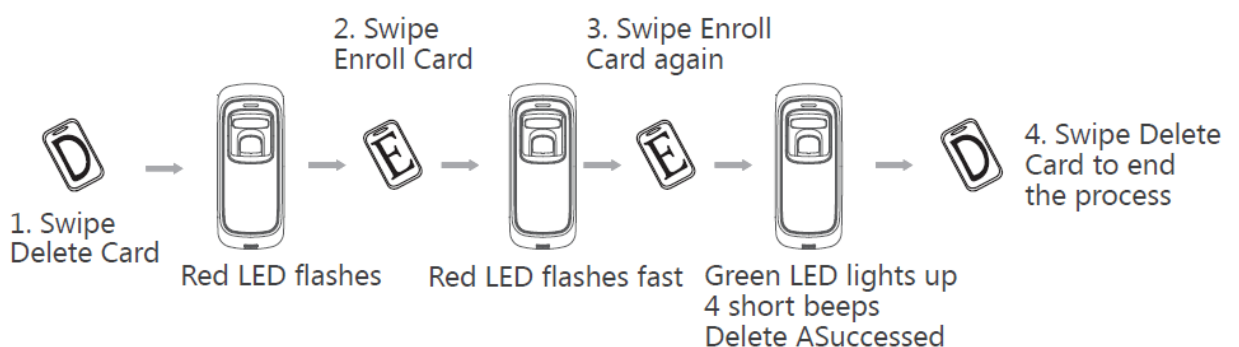 1. Swipe
Delete Card
D
Red LED flashes
2. Swipe
Enroll Card
E
Red LED flashes fast
3. Swipe Enroll
Card again
E
Green LED lights up
4 short beeps
Delete ASuccessed
D
4. Swipe Delete
Card to end
the process